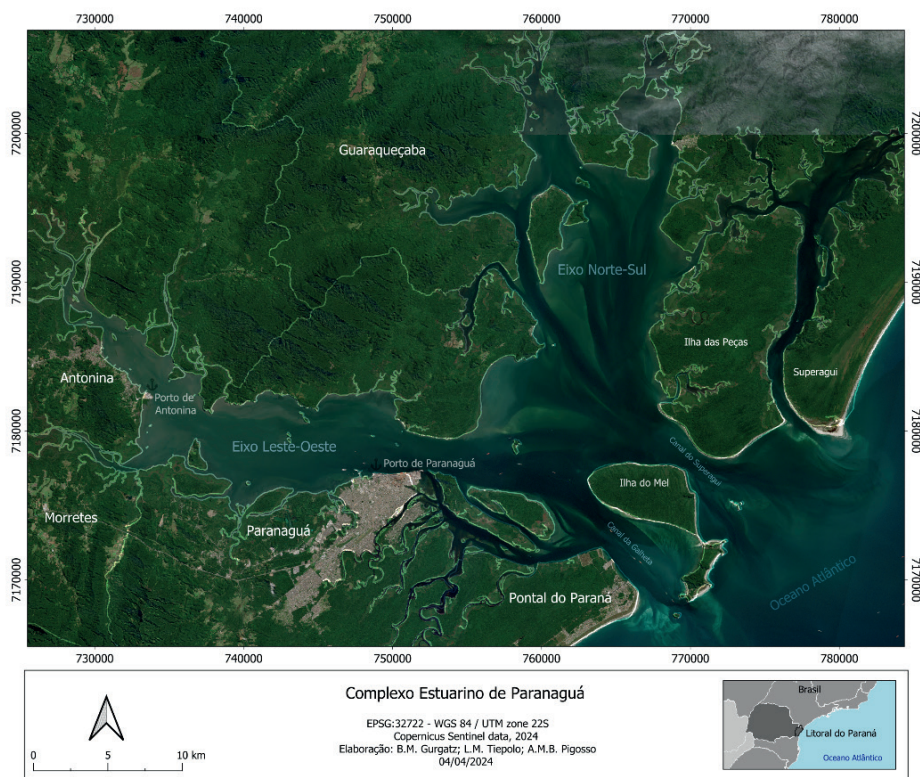 730000 740000 750000 760000 770000 780000
7200000
7200000
Guaraqueçaba
Eixo Norte-Sul
7190000
7190000
Ilha das Peças
Superagui
Antonina
Porto de
Antonina
7180000
7180000
Eixo Leste-Oeste
Canal do Superagui
Porto de Paranaguá
Ilha do Mel
Morretes
Paranaguá
Canal da Galheta
7170000
7170000
Pontal do Paraná
Oceano Atlântico
730000 740000 750000 760000 770000 780000
Complexo Estuarino de Paranaguá
EPSG:32722 - WGS 84 / UTM zone 22S
Copernicus Sentinel data, 2024
Elaboração: B.M. Gurgatz; L.M. Tiepolo; A.M.B. Pigosso
04/04/2024
0 5 10 km
Brasil
Litoral do Paraná
Oceano Atlântico